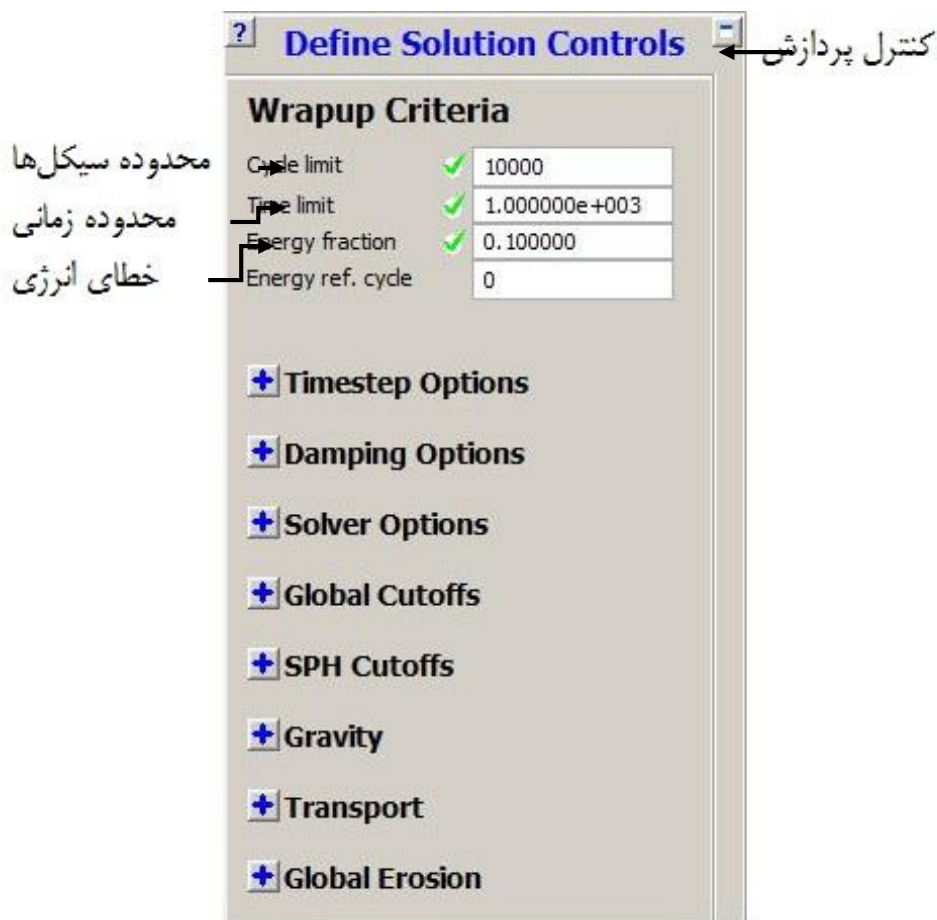 ?
Define Solution Controls
کنترل پردازش
Wrapup Criteria
محدوده سیکل‌ها
Cycle limit 10000
محدوده زمانی
Time limit 1.000000e+003
خطای انرژی
Energy fraction 0.100000
Energy ref. cycle 0
Timestep Options
Damping Options
Solver Options
Global Cutoffs
SPH Cutoffs
Gravity
Transport
Global Erosion